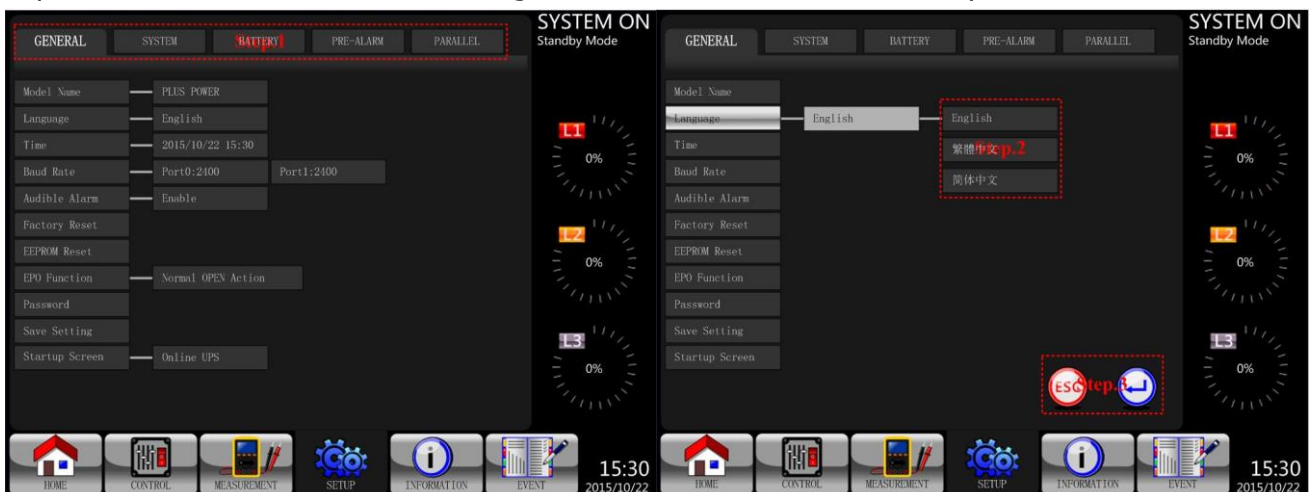 SYSTEM ON
Standby Mode
GENERAL SYSTEM BATTERY PRE-ALARM PARALLEL
Step.1
Model Name PLUS POWER
Language English
Time 2015/10/22 15:30
Baud Rate Port0:2400 Port1:2400
Audible Alarm Enable
Factory Reset
EEPROM Reset
EPO Function Normal OPEN Action
Password
Save Setting
Startup Screen Online UPS
L1
0%
L2
0%
L3
0%
HOME CONTROL MEASUREMENT SETUP INFORMATION EVENT
15:30
2015/10/22
SYSTEM ON
Standby Mode
GENERAL SYSTEM BATTERY PRE-ALARM PARALLEL
Model Name
Language English English
Time 繁體中文
Step.2
Baud Rate 简体中文
Audible Alarm
Factory Reset
EEPROM Reset
EPO Function
Password
Save Setting
Startup Screen
ESC
Step.3
L1
0%
L2
0%
L3
0%
HOME CONTROL MEASUREMENT SETUP INFORMATION EVENT
15:30
2015/10/22